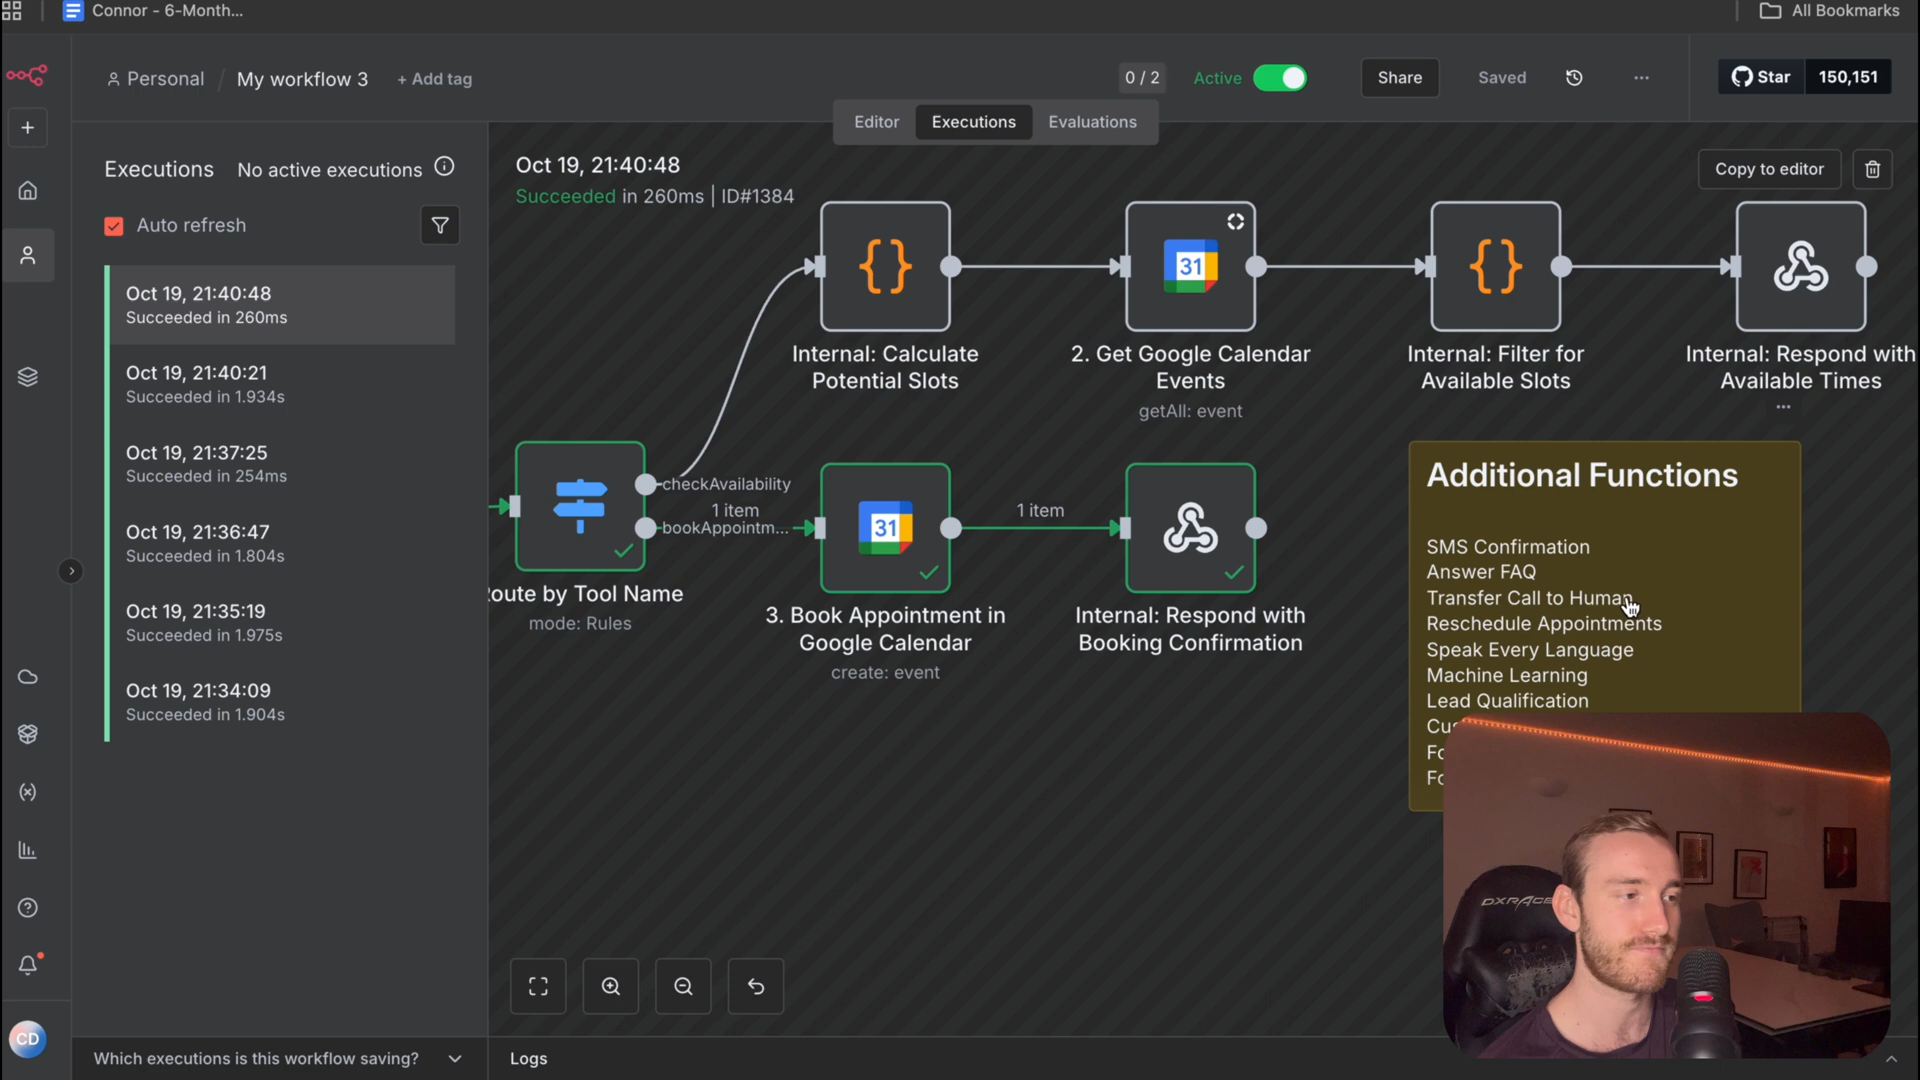 Connor - 6-Month...
All Bookmarks
Personal / My workflow 3 + Add tag
0 / 2
Active
Share
Saved
Star 150,151
Editor
Executions
Evaluations
Executions
No active executions
Auto refresh
Oct 19, 21:40:48
Succeeded in 260ms
Oct 19, 21:40:21
Succeeded in 1.934s
Oct 19, 21:37:25
Succeeded in 254ms
Oct 19, 21:36:47
Succeeded in 1.804s
Oct 19, 21:35:19
Succeeded in 1.975s
Oct 19, 21:34:09
Succeeded in 1.904s
Which executions is this workflow saving?
CD
Oct 19, 21:40:48
Succeeded in 260ms | ID#1384
Copy to editor
31
Internal: Calculate
Potential Slots
2. Get Google Calendar
Events
getAll: event
Internal: Filter for
Available Slots
Internal: Respond with
Available Times
...
checkAvailability
1 item
bookAppointm...
oute by Tool Name
mode: Rules
31
1 item
3. Book Appointment in
Google Calendar
create: event
Internal: Respond with
Booking Confirmation
Additional Functions
SMS Confirmation
Answer FAQ
Transfer Call to Human
Reschedule Appointments
Speak Every Language
Machine Learning
Lead Qualification
DXRACE
Logs